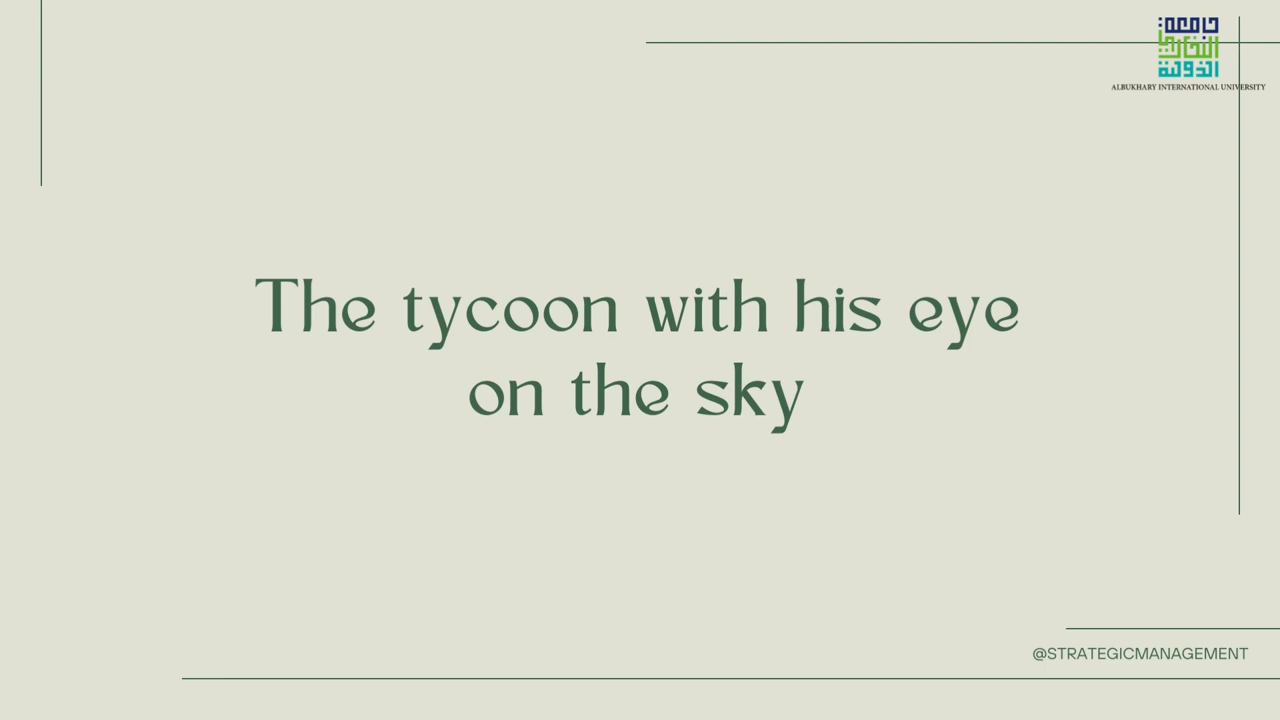 جامعة
البخاري
الدولية
ALBUKHARY INTERNATIONAL UNIVERSITY
The tycoon with his eye
on the sky
@STRATEGICMANAGEMENT